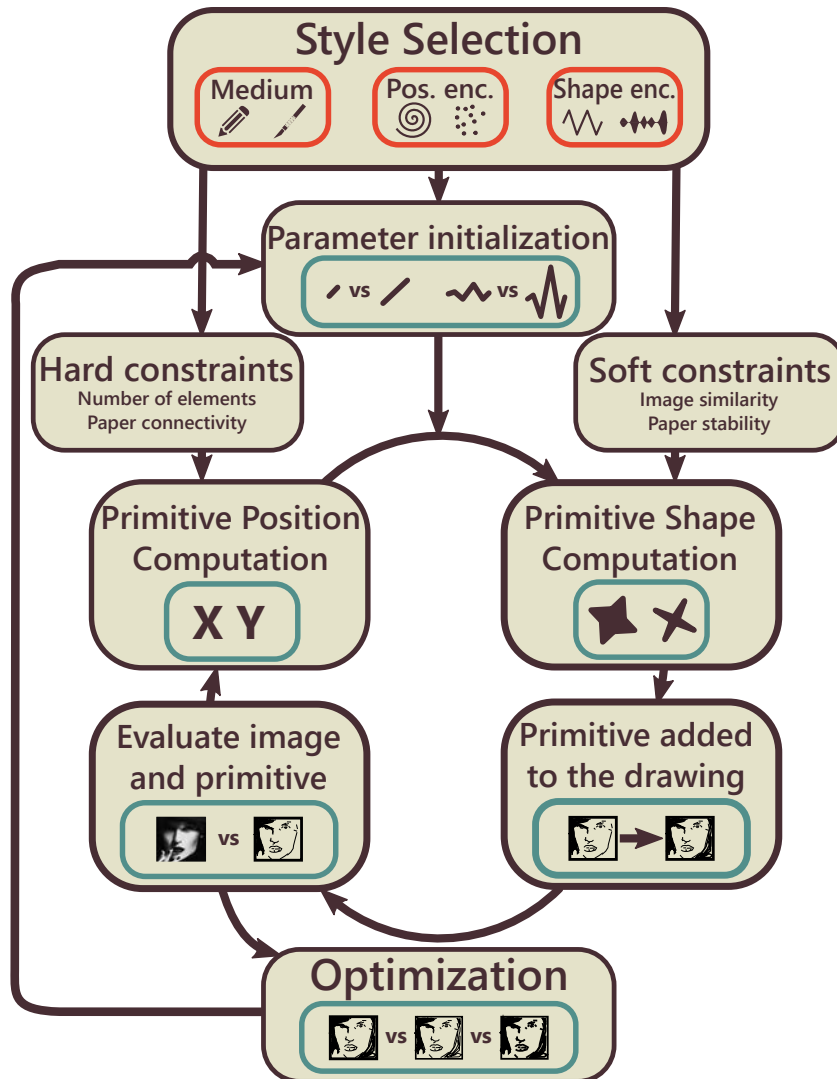 Style Selection
Medium
Pos. enc.
Shape enc.
Parameter initialization
vs
vs
Hard constraints
Number of elements
Paper connectivity
Soft constraints
Image similarity
Paper stability
Primitive Position
Computation
X Y
Primitive Shape
Computation
Evaluate image
and primitive
vs
Primitive added
to the drawing
Optimization
vs
vs